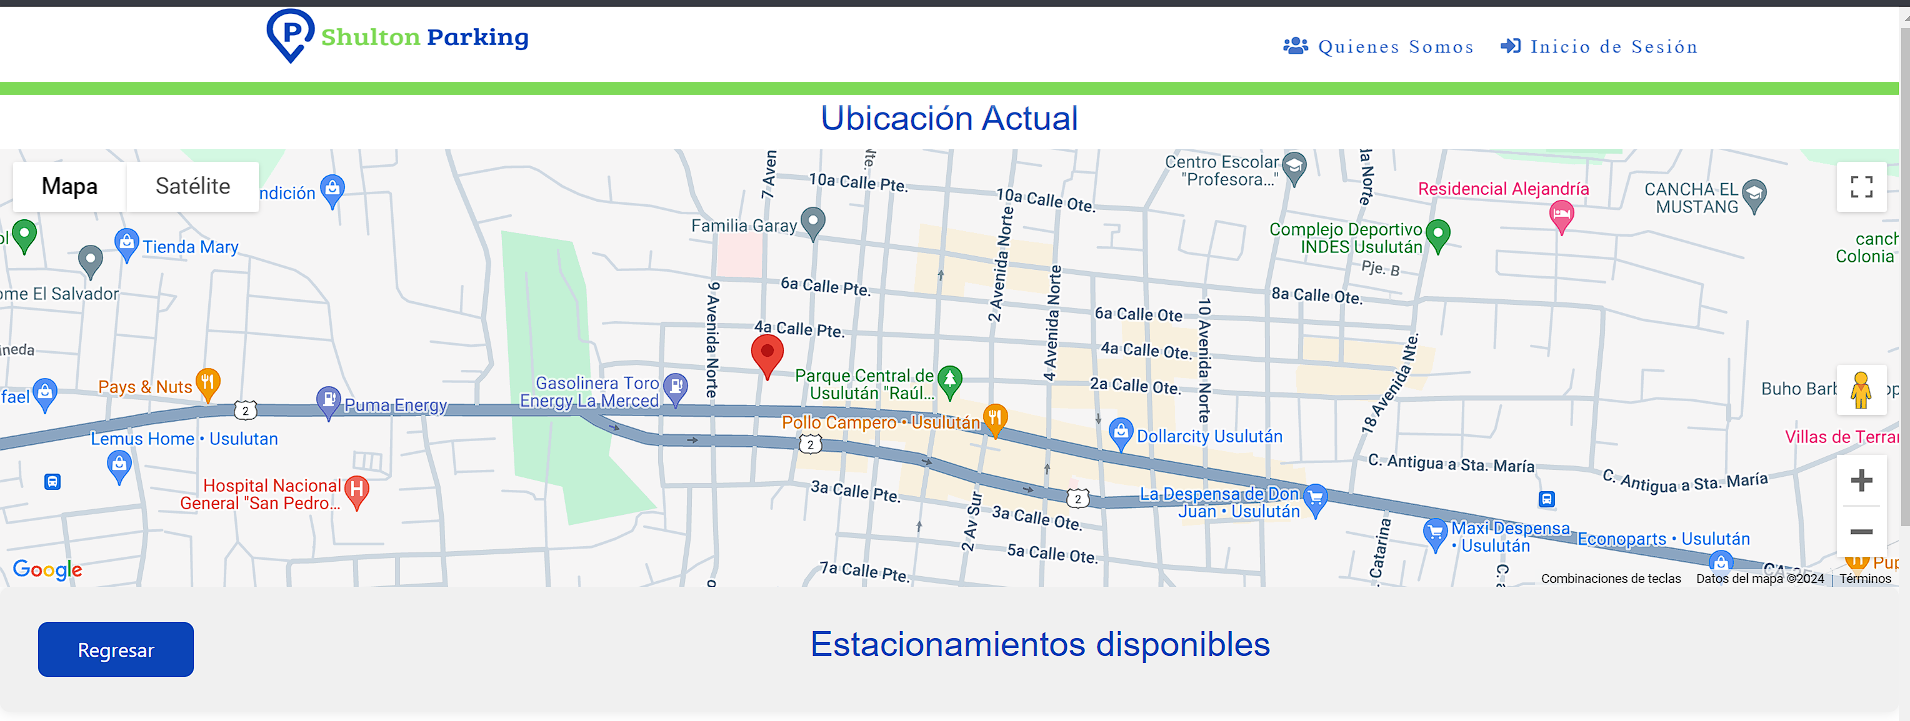 Shulton Parking
Quienes Somos
Inicio de Sesión
Ubicación Actual
Mapa
Satélite
ndición
7 Aven
Nte.
10a Calle Pte.
10a Calle Ote.
Centro Escolar
"Profesora..."
a Norte
Residencial Alejandría
CANCHA EL
MUSTANG
Familia Garay
Tienda Mary
Complejo Deportivo
INDES Usulután
Pje. B
canch
Colonia
ome El Salvador
9 Avenida Norte
6a Calle Pte.
2 Avenida Norte
4 Avenida Norte
6a Calle Ote
10 Avenida Norte
8a Calle Ote.
4a Calle Pte.
4a Calle Ote.
18 Avenida Nte.
ineda
Pays & Nuts
Gasolinera Toro
Energy La Merced
Parque Central de
Usulután "Raúl...
2a Calle Ote.
Buho Barb
op
fael
2
Puma Energy
Pollo Campero • Usulután
Dollarcity Usulután
Villas de Terrar
Lemus Home • Usulutan
2
C. Antigua a Sta. María
C. Antigua a Sta. María
Hospital Nacional
General "San Pedro...
H
3a Calle Pte.
2 Av Sur
2
La Despensa de Don
Juan • Usulután
3a Calle Ote.
Catarina
Maxi Despensa
• Usulután
Econoparts • Usulután
5a Calle Ote.
7a Calle Pte.
Pup
Google
Combinaciones de teclas
Datos del mapa ©2024
Términos
Regresar
Estacionamientos disponibles